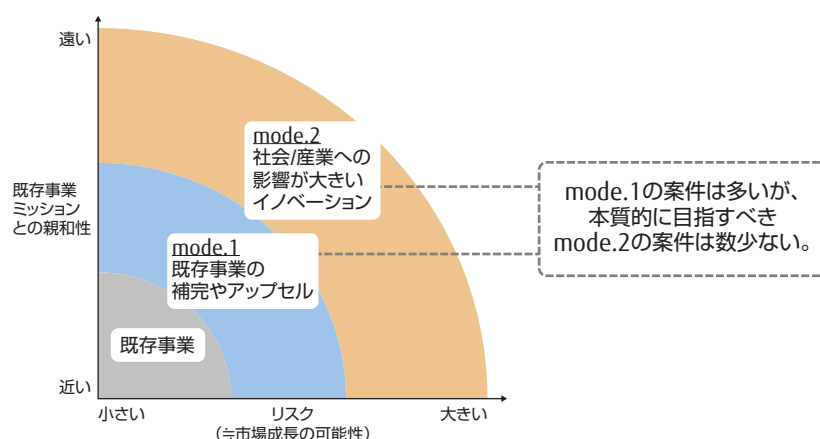 遠い
既存事業
ミッション
との親和性
近い
mode.2
社会/産業への
影響が大きい
イノベーション
mode.1
既存事業の
補完やアップセル
既存事業
mode.1の案件は多いが、
本質的に目指すべき
mode.2の案件は数少ない。
小さい
リスク
(≒市場成長の可能性)
大きい